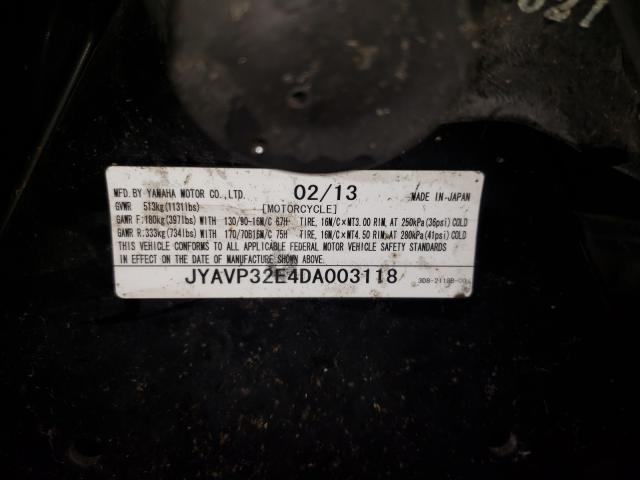 MFD.BY YAMAHA MOTOR CO.,LTD. 02/13 MADE IN-JAPAN
GVWR 513kg(1131lbs) [MOTORCYCLE]
GAWR F:180kg(397lbs) WITH 130/90-16M/C 67H TIRE, 16M/C×MT3.00 RIM, AT 250kPa(36psi)COLD
GAWR R:333kg(734lbs) WITH 170/70B16M/C 75H TIRE, 16M/C×MT4.50 RIM, AT 280kPa(41psi)COLD
THIS VEHICLE CONFORMS TO ALL APPLICABLE FEDERAL MOTOR VEHICLE SAFETY STANDARDS
IN EFFECT ON THE DATE OF MANUFACTURE SHOWN ABOVE.
JYAVP32E4DA003118 3D8-2118B-00